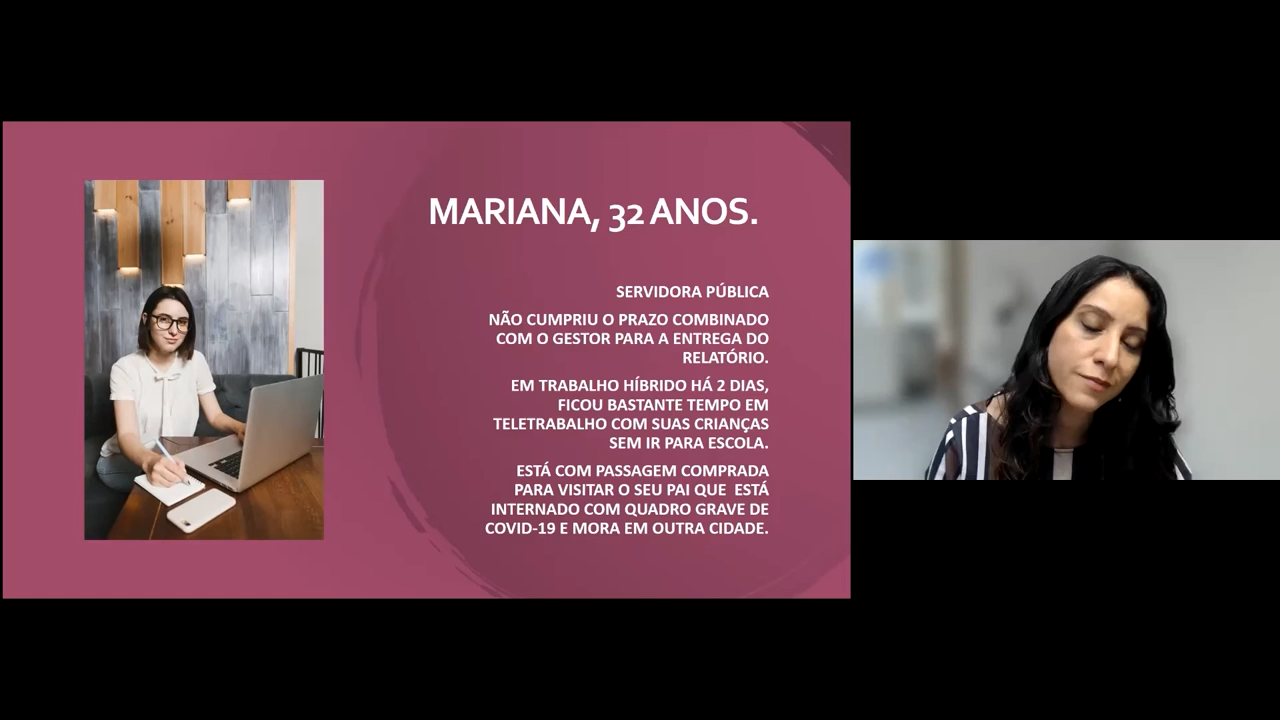 MARIANA, 32 ANOS.
SERVIDORA PÚBLICA
NÃO CUMPRIU O PRAZO COMBINADO
COM O GESTOR PARA A ENTREGA DO
RELATÓRIO.
EM TRABALHO HÍBRIDO HÁ 2 DIAS,
FICOU BASTANTE TEMPO EM
TELETRABALHO COM SUAS CRIANÇAS
SEM IR PARA ESCOLA.
ESTÁ COM PASSAGEM COMPRADA
PARA VISITAR O SEU PAI QUE ESTÁ
INTERNADO COM QUADRO GRAVE DE
COVID-19 E MORA EM OUTRA CIDADE.